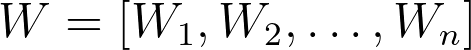 W = [W_1, W_2, . . . , W_n]